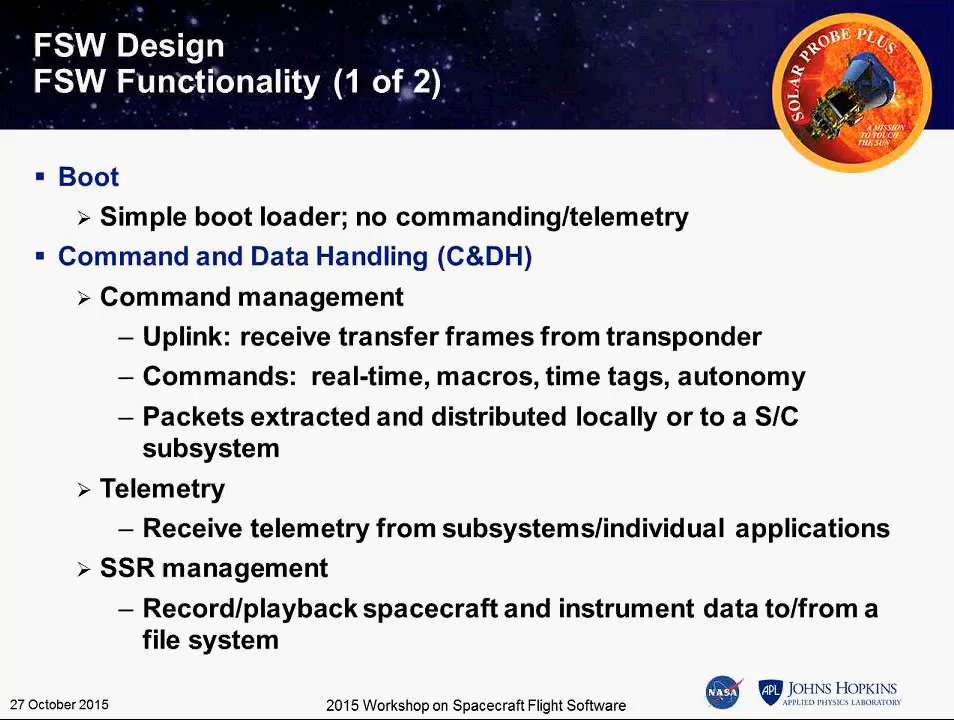 FSW Design
FSW Functionality (1 of 2)
SOLAR PROBE PLUS
A MISSION
TO TOUCH
THE SUN
Boot
Simple boot loader; no commanding/telemetry
Command and Data Handling (C&DH)
Command management
– Uplink: receive transfer frames from transponder
– Commands:  real-time, macros, time tags, autonomy
– Packets extracted and distributed locally or to a S/C
subsystem
Telemetry
– Receive telemetry from subsystems/individual applications
SSR management
– Record/playback spacecraft and instrument data to/from a
file system
27 October 2015
2015 Workshop on Spacecraft Flight Software
NASA
APL
JOHNS HOPKINS
APPLIED PHYSICS LABORATORY